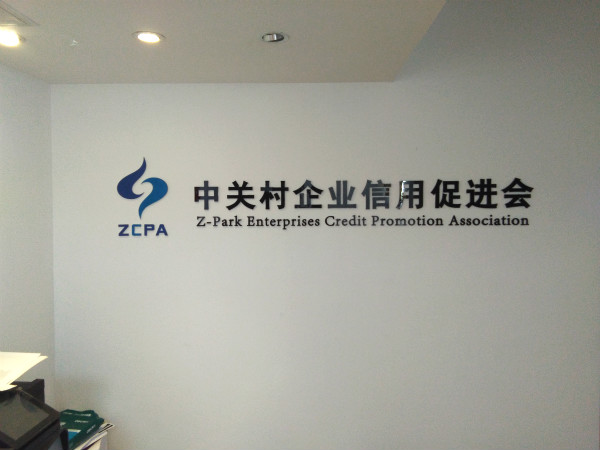 中关村企业信用促进会
Z-Park Enterprises Credit Promotion Association
ZCPA